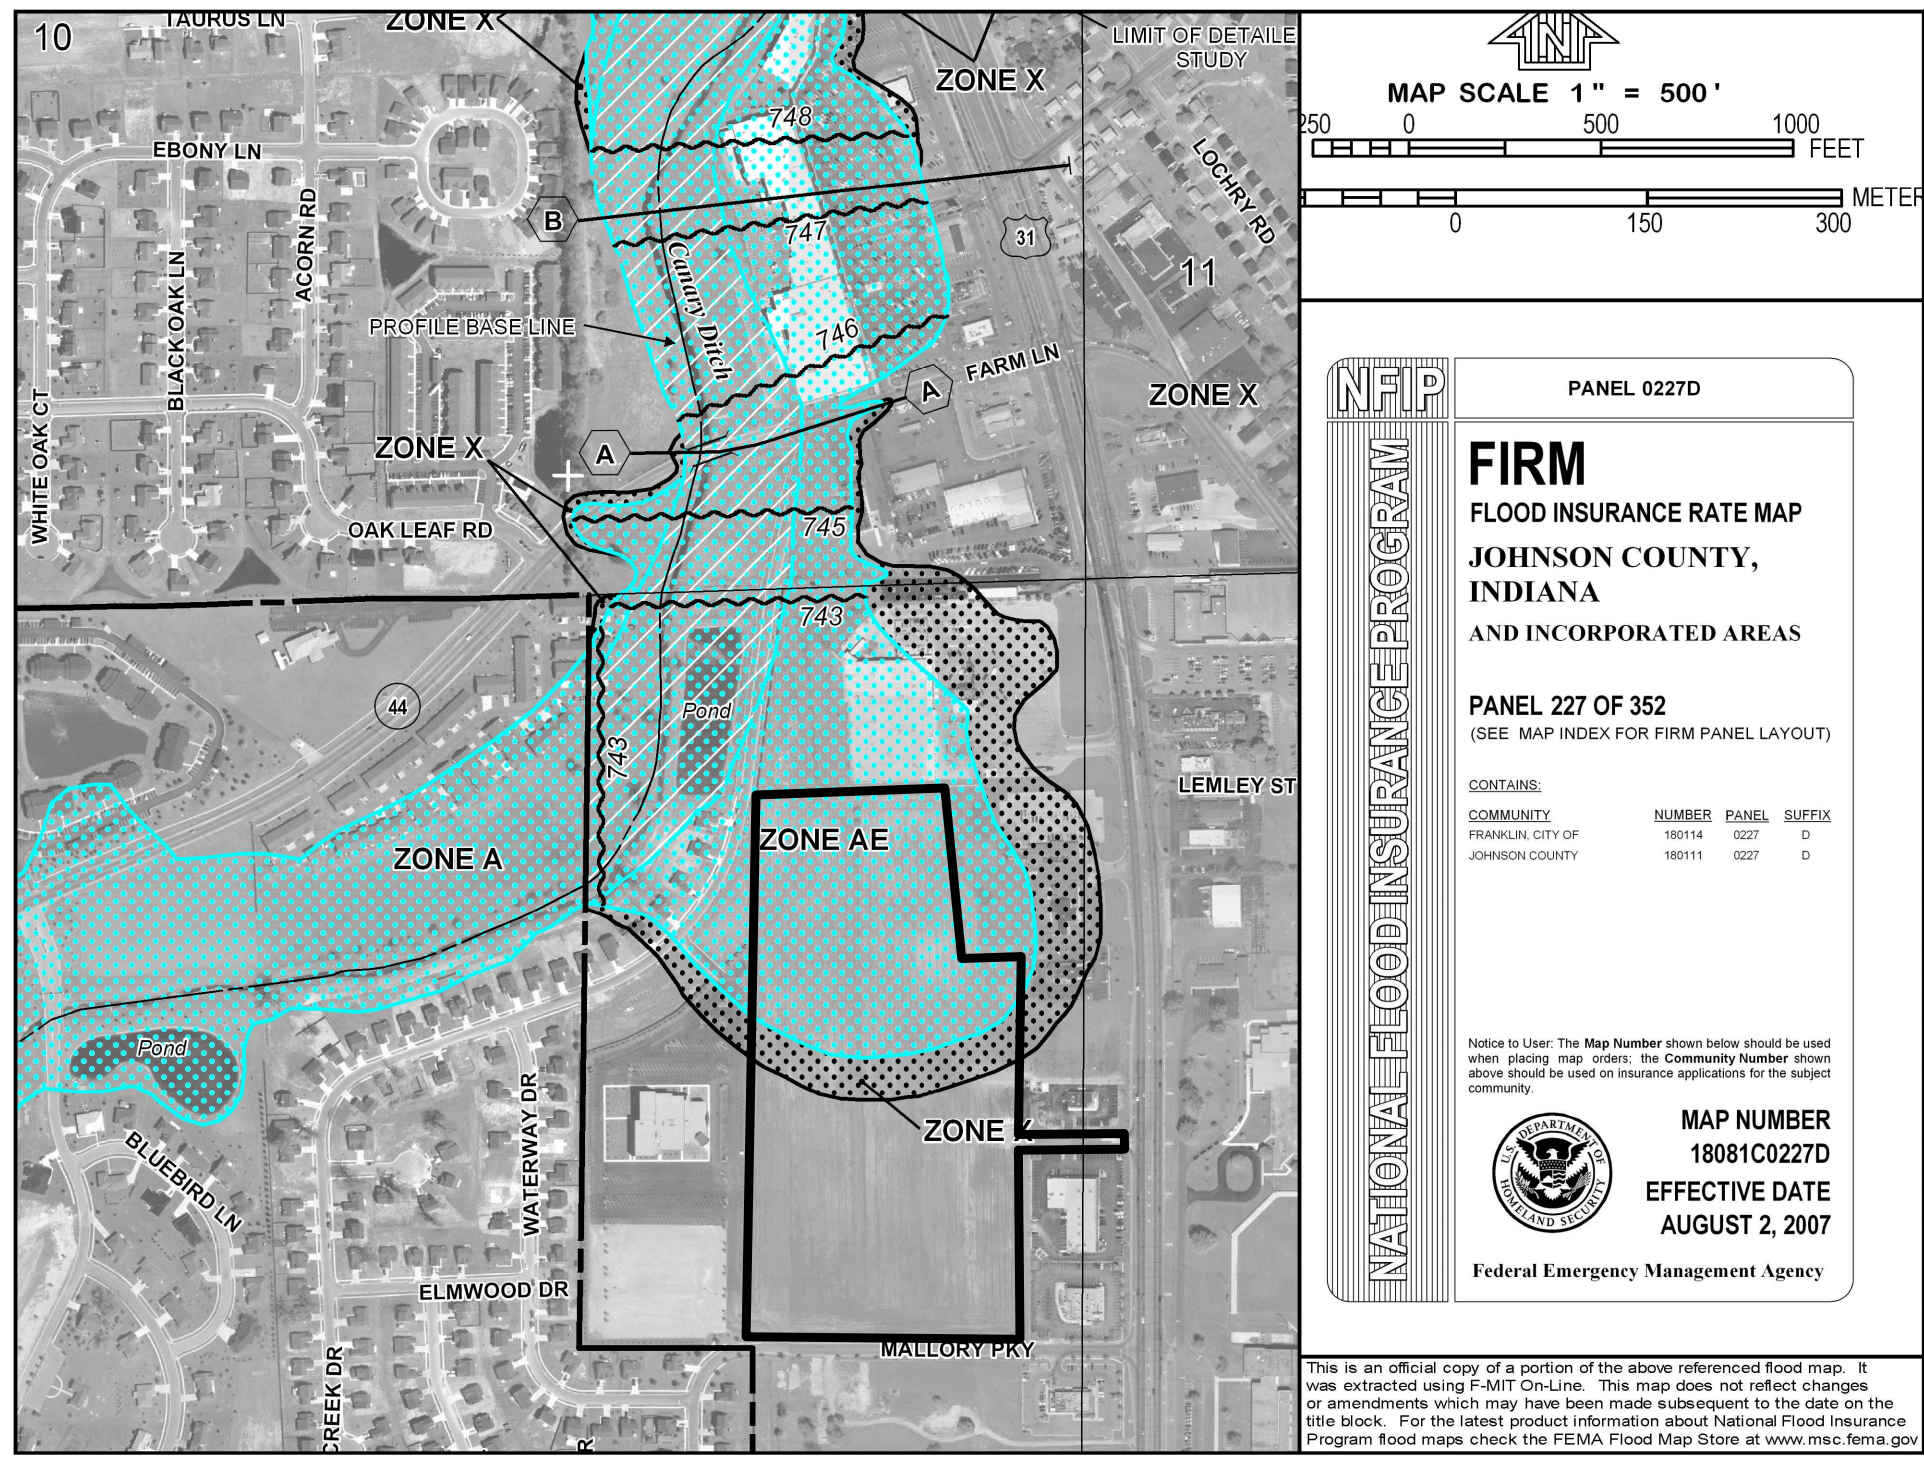 10
TAURUS LN
ZONE X
LIMIT OF DETAILE
STUDY
ZONE X
748
EBONY LN
LOCHRY RD
ACORN RD
B
747
31
11
BLACK OAK LN
Canary Ditch
PROFILE BASE LINE
746
FARM LN
ZONE X
A
WHITE OAK CT
ZONE X
A
OAK LEAF RD
745
743
44
Pond
743
LEMLEY ST
ZONE AE
ZONE A
Pond
ZONE X
WATERWAY DR
BLUEBIRD LN
ELMWOOD DR
MALLORY PKY
CREEK DR
R
N
MAP SCALE 1" = 500'
250 0 500 1000
FEET
METER
0 150 300
NFIP
NATIONAL FLOOD INSURANCE PROGRAM
PANEL 0227D
FIRM
FLOOD INSURANCE RATE MAP
JOHNSON COUNTY,
INDIANA
AND INCORPORATED AREAS
PANEL 227 OF 352
(SEE MAP INDEX FOR FIRM PANEL LAYOUT)
CONTAINS:
COMMUNITY NUMBER PANEL SUFFIX
FRANKLIN, CITY OF 180114 0227 D
JOHNSON COUNTY 180111 0227 D
Notice to User: The Map Number shown below should be used
when placing map orders; the Community Number shown
above should be used on insurance applications for the subject
community.
U.S. DEPARTMENT OF
HOMELAND SECURITY
MAP NUMBER
18081C0227D
EFFECTIVE DATE
AUGUST 2, 2007
Federal Emergency Management Agency
This is an official copy of a portion of the above referenced flood map. It
was extracted using F-MIT On-Line. This map does not reflect changes
or amendments which may have been made subsequent to the date on the
title block. For the latest product information about National Flood Insurance
Program flood maps check the FEMA Flood Map Store at www.msc.fema.gov